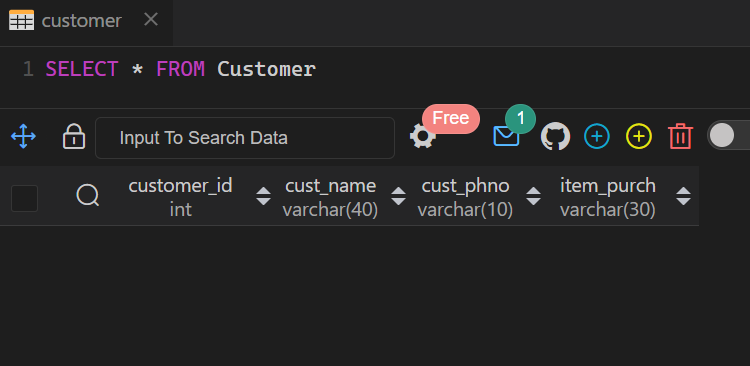 customer
1 SELECT * FROM Customer
Input To Search Data Free 1
customer_id cust_name cust_phno item_purch
int varchar(40) varchar(10) varchar(30)